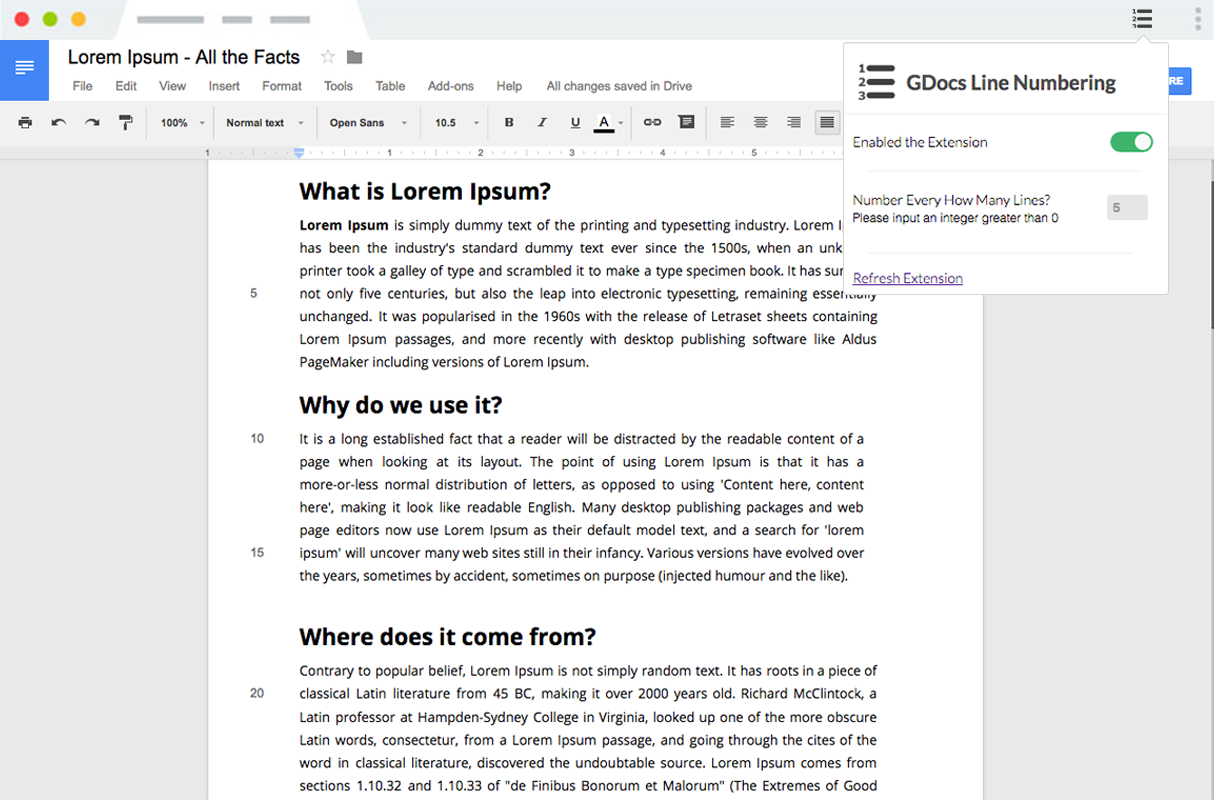 Lorem Ipsum - All the Facts
File Edit View Insert Format Tools Table Add-ons Help All changes saved in Drive
RE
100% Normal text Open Sans 10.5 B I U A
1 1 2 3 4 5
1
2
3
GDocs Line Numbering
Enabled the Extension
Number Every How Many Lines?
Please input an integer greater than 0
5
Refresh Extension
What is Lorem Ipsum?
Lorem Ipsum is simply dummy text of the printing and typesetting industry. Lorem
has been the industry's standard dummy text ever since the 1500s, when an
printer took a galley of type and scrambled it to make a type specimen book. It has
5 not only five centuries, but also the leap into electronic typesetting, remaining essentially
unchanged. It was popularised in the 1960s with the release of Letraset sheets containing
Lorem Ipsum passages, and more recently with desktop publishing software like Aldus
PageMaker including versions of Lorem Ipsum.
Why do we use it?
10 It is a long established fact that a reader will be distracted by the readable content of a
page when looking at its layout. The point of using Lorem Ipsum is that it has a
more-or-less normal distribution of letters, as opposed to using 'Content here, content
here', making it look like readable English. Many desktop publishing packages and web
page editors now use Lorem Ipsum as their default model text, and a search for 'lorem
15 ipsum' will uncover many web sites still in their infancy. Various versions have evolved over
the years, sometimes by accident, sometimes on purpose (injected humour and the like).
Where does it come from?
Contrary to popular belief, Lorem Ipsum is not simply random text. It has roots in a piece of
20 classical Latin literature from 45 BC, making it over 2000 years old. Richard McClintock, a
Latin professor at Hampden-Sydney College in Virginia, looked up one of the more obscure
Latin words, consectetur, from a Lorem Ipsum passage, and going through the cites of the
word in classical literature, discovered the undoubtable source. Lorem Ipsum comes from
sections 1.10.32 and 1.10.33 of "de Finibus Bonorum et Malorum" (The Extremes of Good